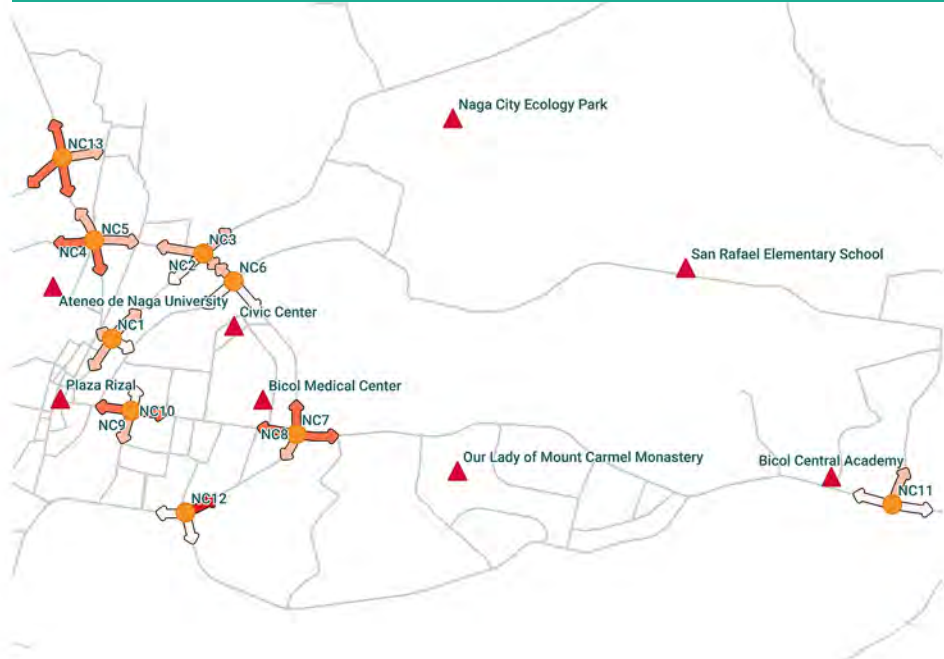 Naga City Ecology Park
NC13
NC5
NC4
NC3
NC2
NC6
San Rafael Elementary School
Ateneo de Naga University
Civic Center
NC1
Plaza Rizal
Bicol Medical Center
NC10
NC9
NC7
NC8
Our Lady of Mount Carmel Monastery
Bicol Central Academy
NC11
NC12